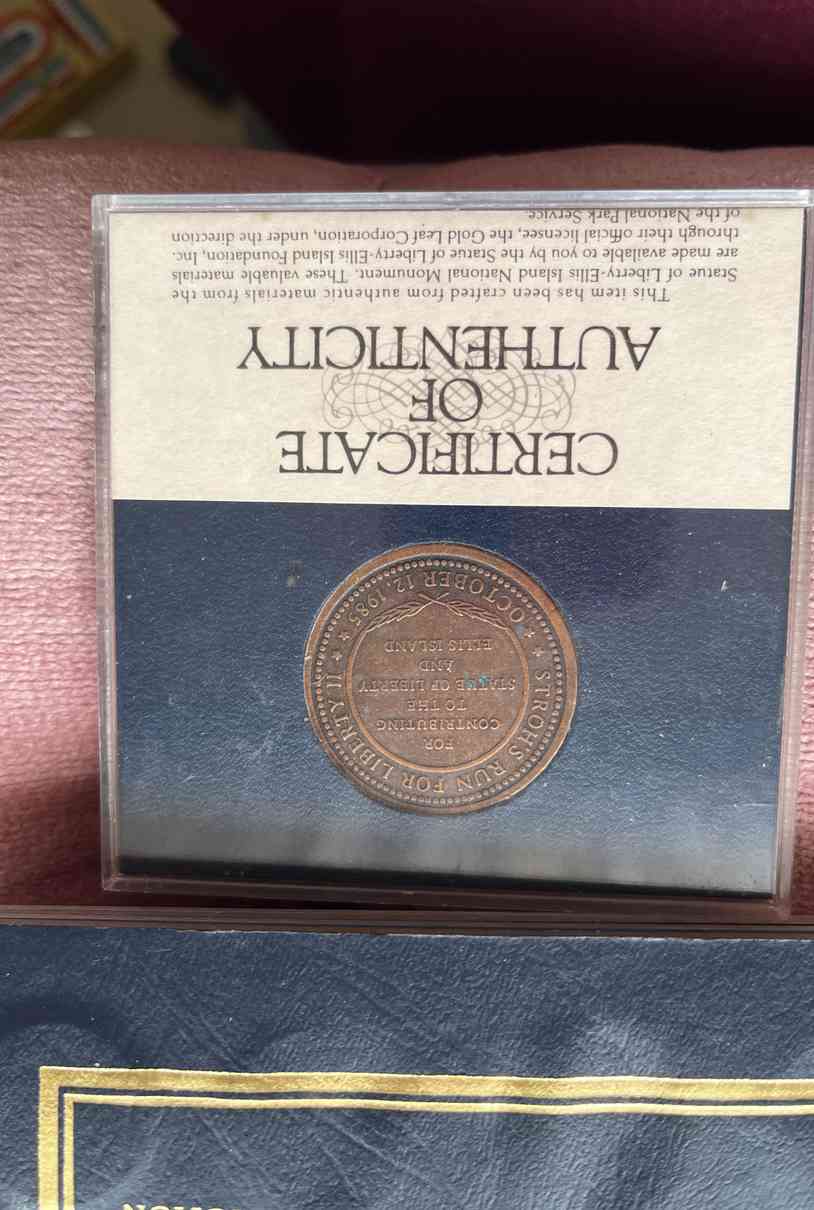 CERTIFICATE
OF
AUTHENTICITY
This item has been crafted from authentic materials from the
Statue of Liberty-Ellis Island National Monument. These valuable materials
are made available to you by the Statue of Liberty-Ellis Island Foundation, Inc.
through their official licensee, the Gold Leaf Corporation, under the direction
of the National Park Service.
STROH'S RUN FOR LIBERTY II
FOR
CONTRIBUTING
TO THE
STATUE OF LIBERTY
AND
ELLIS ISLAND
OCTOBER 12, 1985